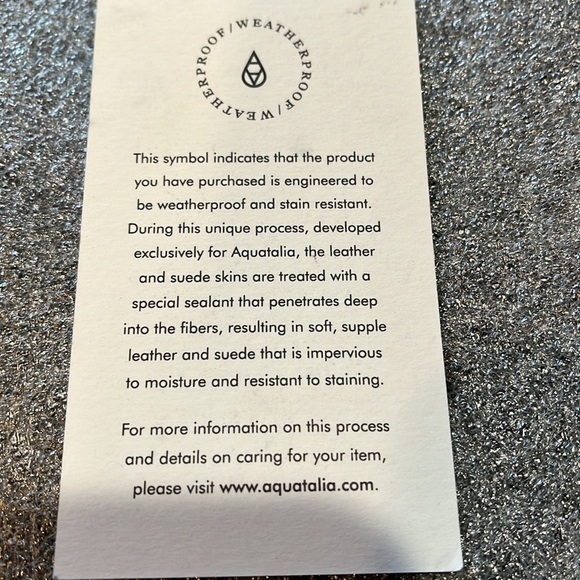 WEATHERPROOF/WEATHERPROOF/WEATHERPROOF/
This symbol indicates that the product
you have purchased is engineered to
be weatherproof and stain resistant.
During this unique process, developed
exclusively for Aquatalia, the leather
and suede skins are treated with a
special sealant that penetrates deep
into the fibers, resulting in soft, supple
leather and suede that is impervious
to moisture and resistant to staining.
For more information on this process
and details on caring for your item,
please visit www.aquatalia.com.